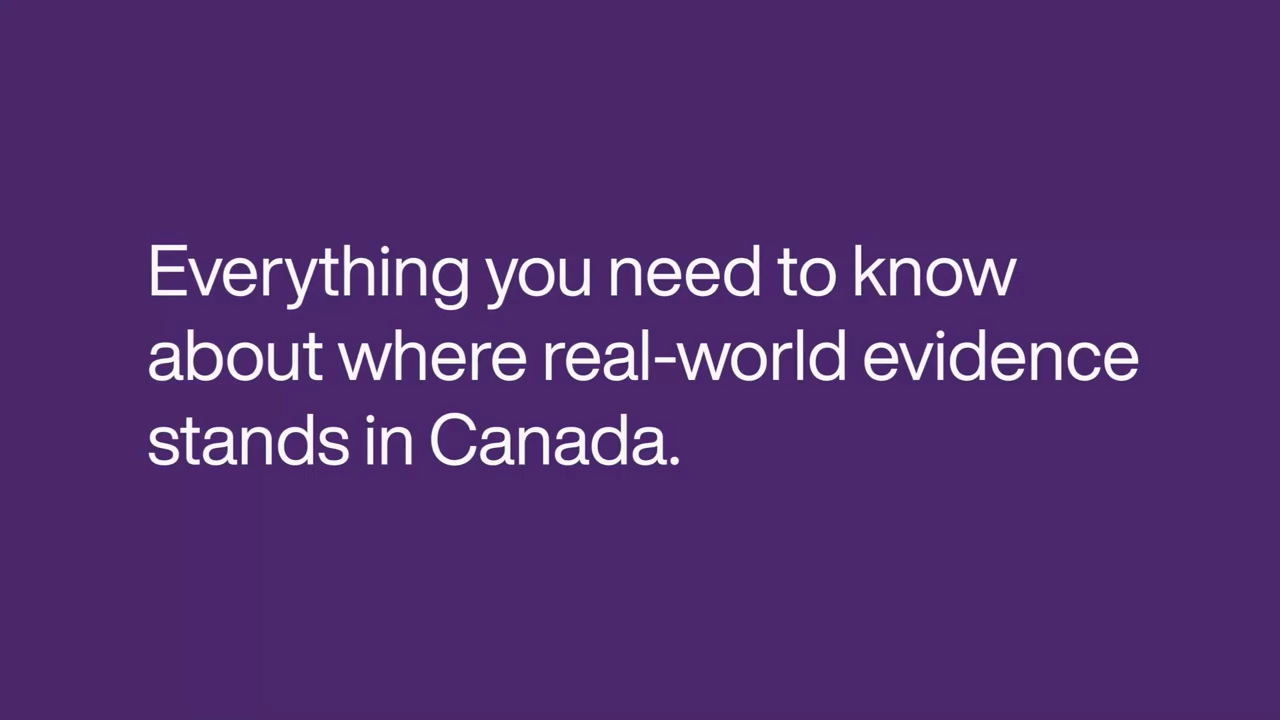 Everything you need to know
about where real-world evidence
stands in Canada.